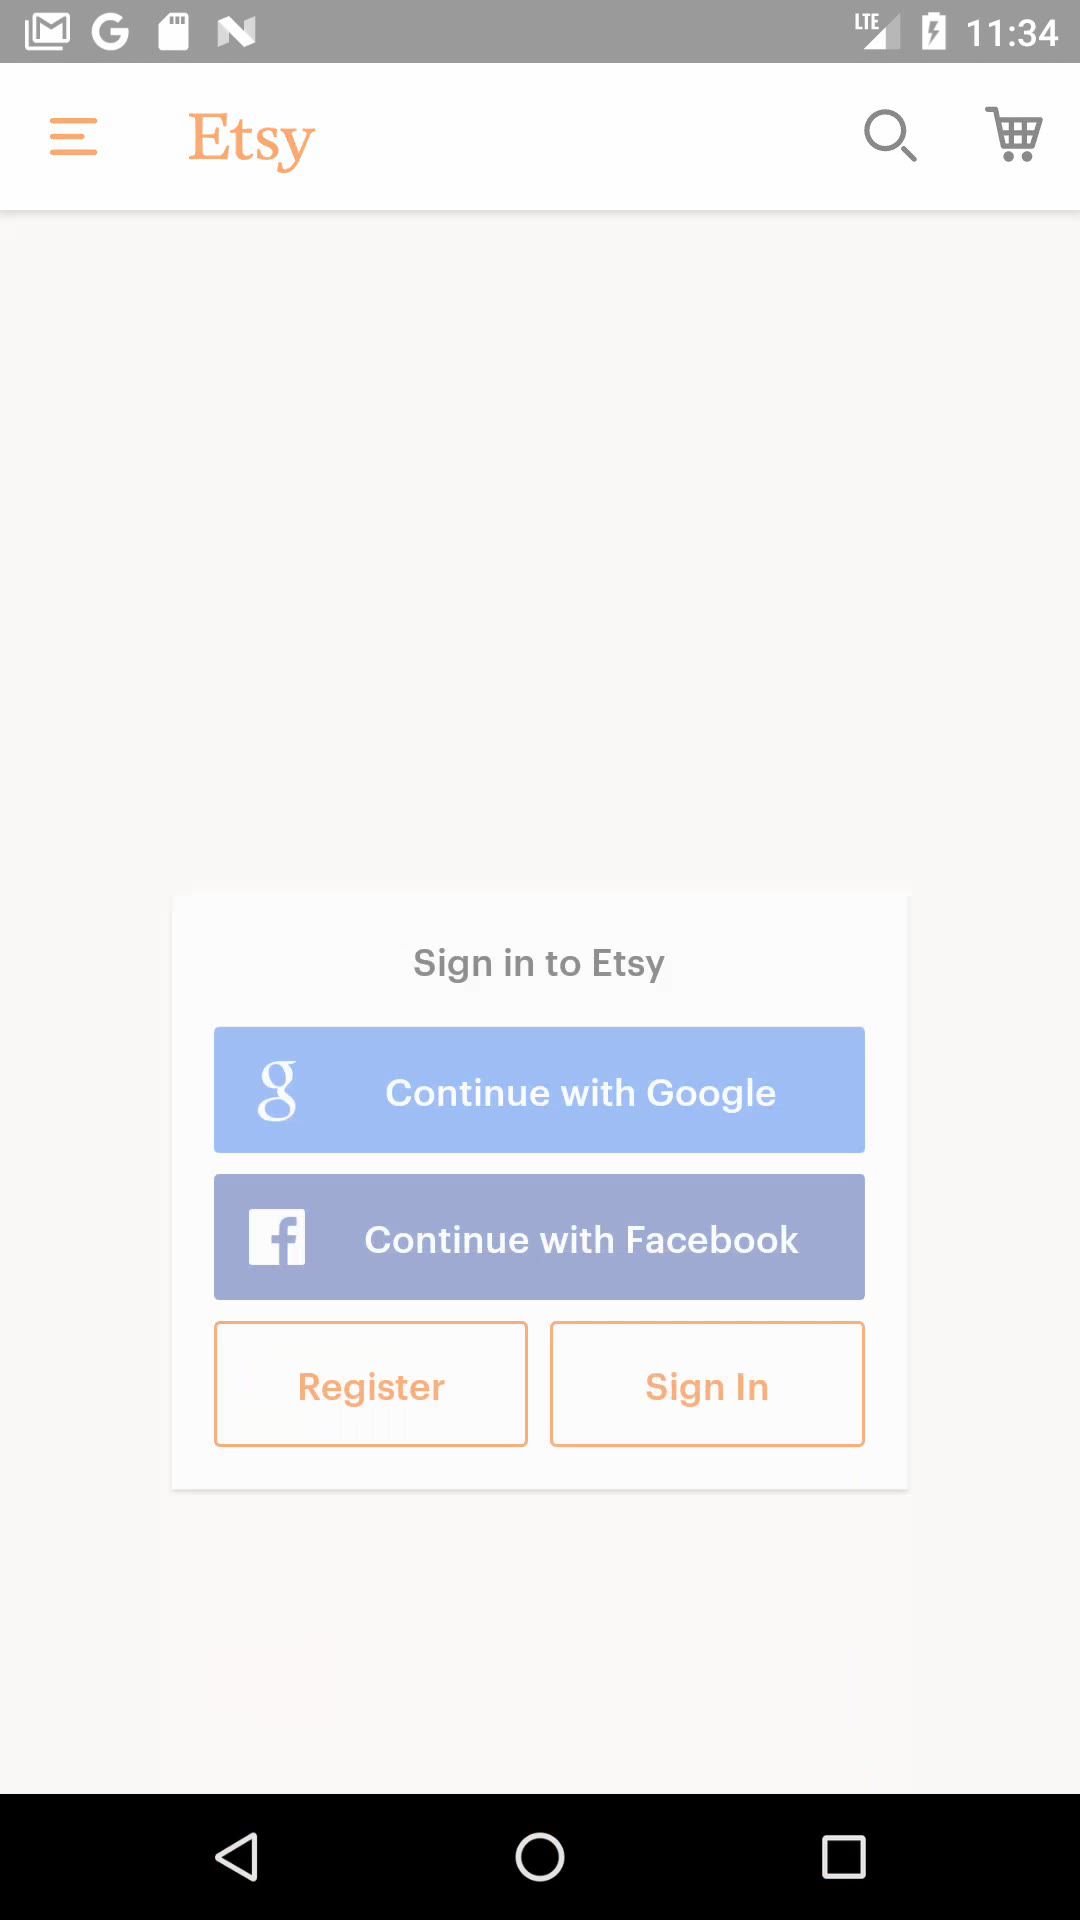 LTE 11:34
Etsy
Sign in to Etsy
Continue with Google
Continue with Facebook
Register Sign In